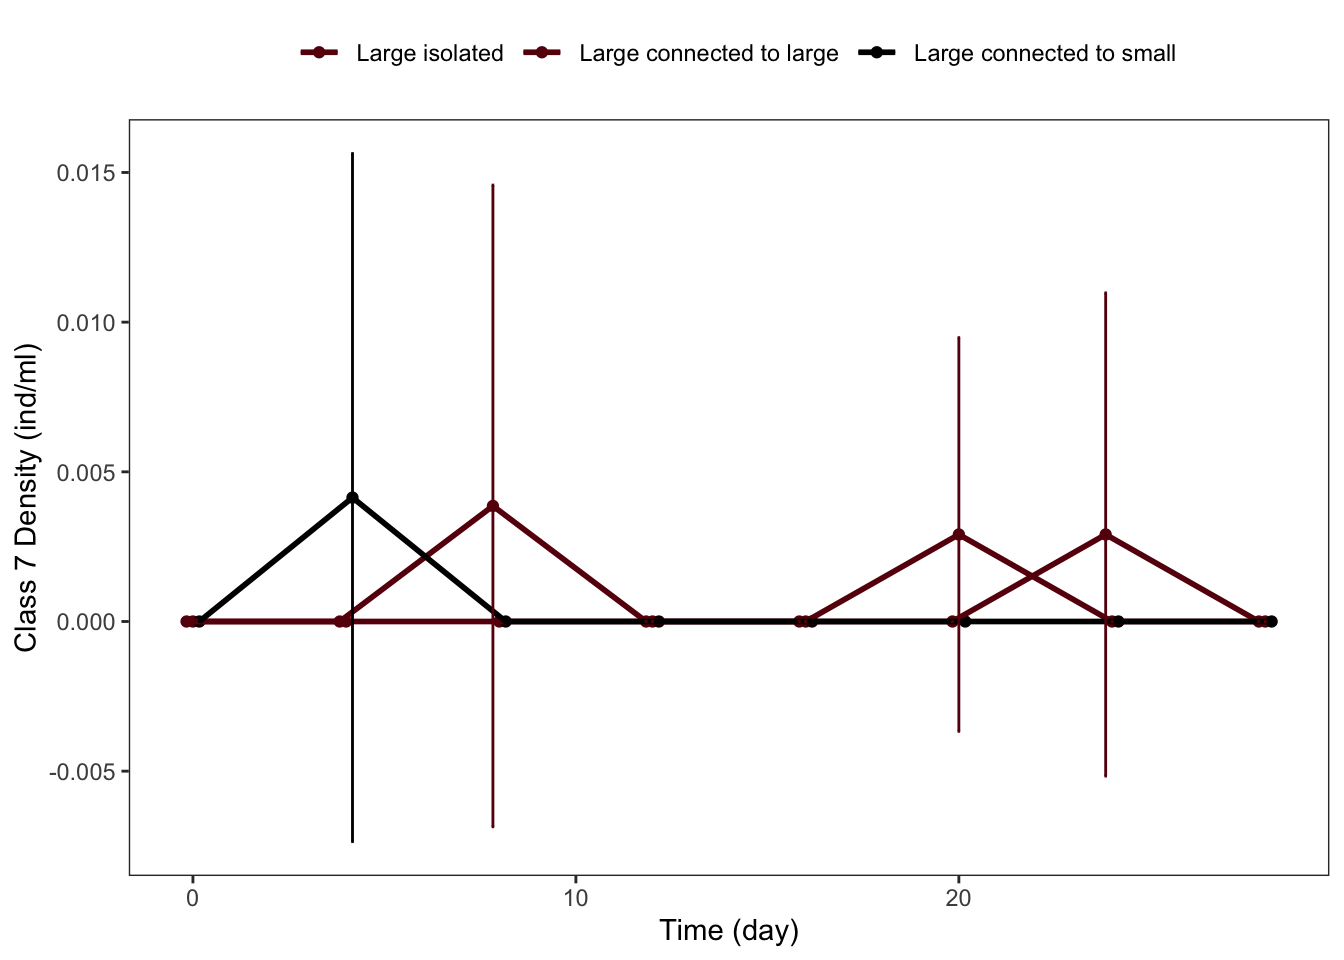 Large isolated Large connected to large Large connected to small
0.015
0.010
0.005
0.000
-0.005
Class 7 Density (ind/ml)
0 10 20
Time (day)